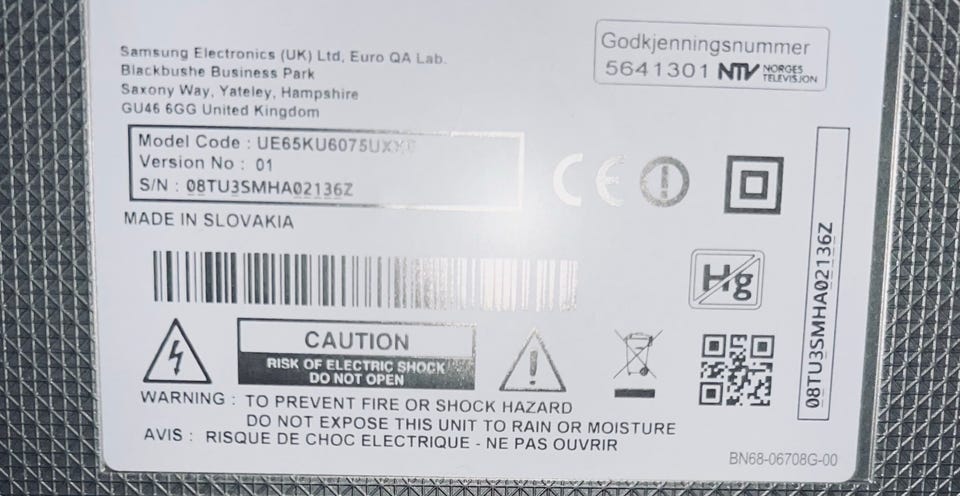 Samsung Electronics (UK) Ltd, Euro QA Lab.
Blackbushe Business Park
Saxony Way, Yateley, Hampshire
GU46 6GG United Kingdom
Godkjenningsnummer
5641301 NTV NORGES TELEVISJON
Model Code : UE65KU6075UXXE
Version No : 01
S/N : 08TU3SMHA02136Z
MADE IN SLOVAKIA
CE
Hg
08TU3SMHA02136Z
CAUTION
RISK OF ELECTRIC SHOCK
DO NOT OPEN
WARNING : TO PREVENT FIRE OR SHOCK HAZARD
DO NOT EXPOSE THIS UNIT TO RAIN OR MOISTURE
AVIS : RISQUE DE CHOC ELECTRIQUE - NE PAS OUVRIR
BN68-06708G-00